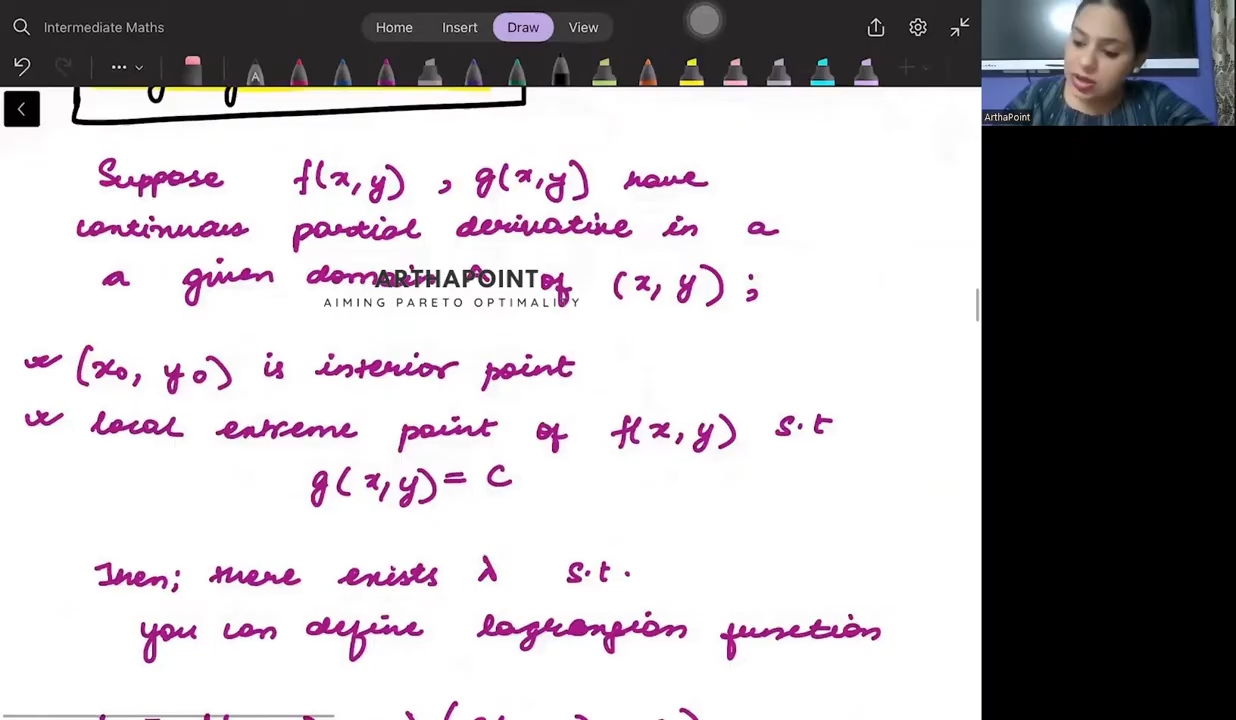 Intermediate Maths
Home Insert Draw View
ArthaPoint
Suppose f(x, y) , g(x, y) have
continuous partial derivative in a
a given domain of (x, y) ;
ARTHAPOINT
AIMING PARETO OPTIMALITY
* (x₀, y₀) is interior point
* local extreme point of f(x, y) s.t
g(x, y) = C
Then; there exists λ s.t.
you can define lagrangian function